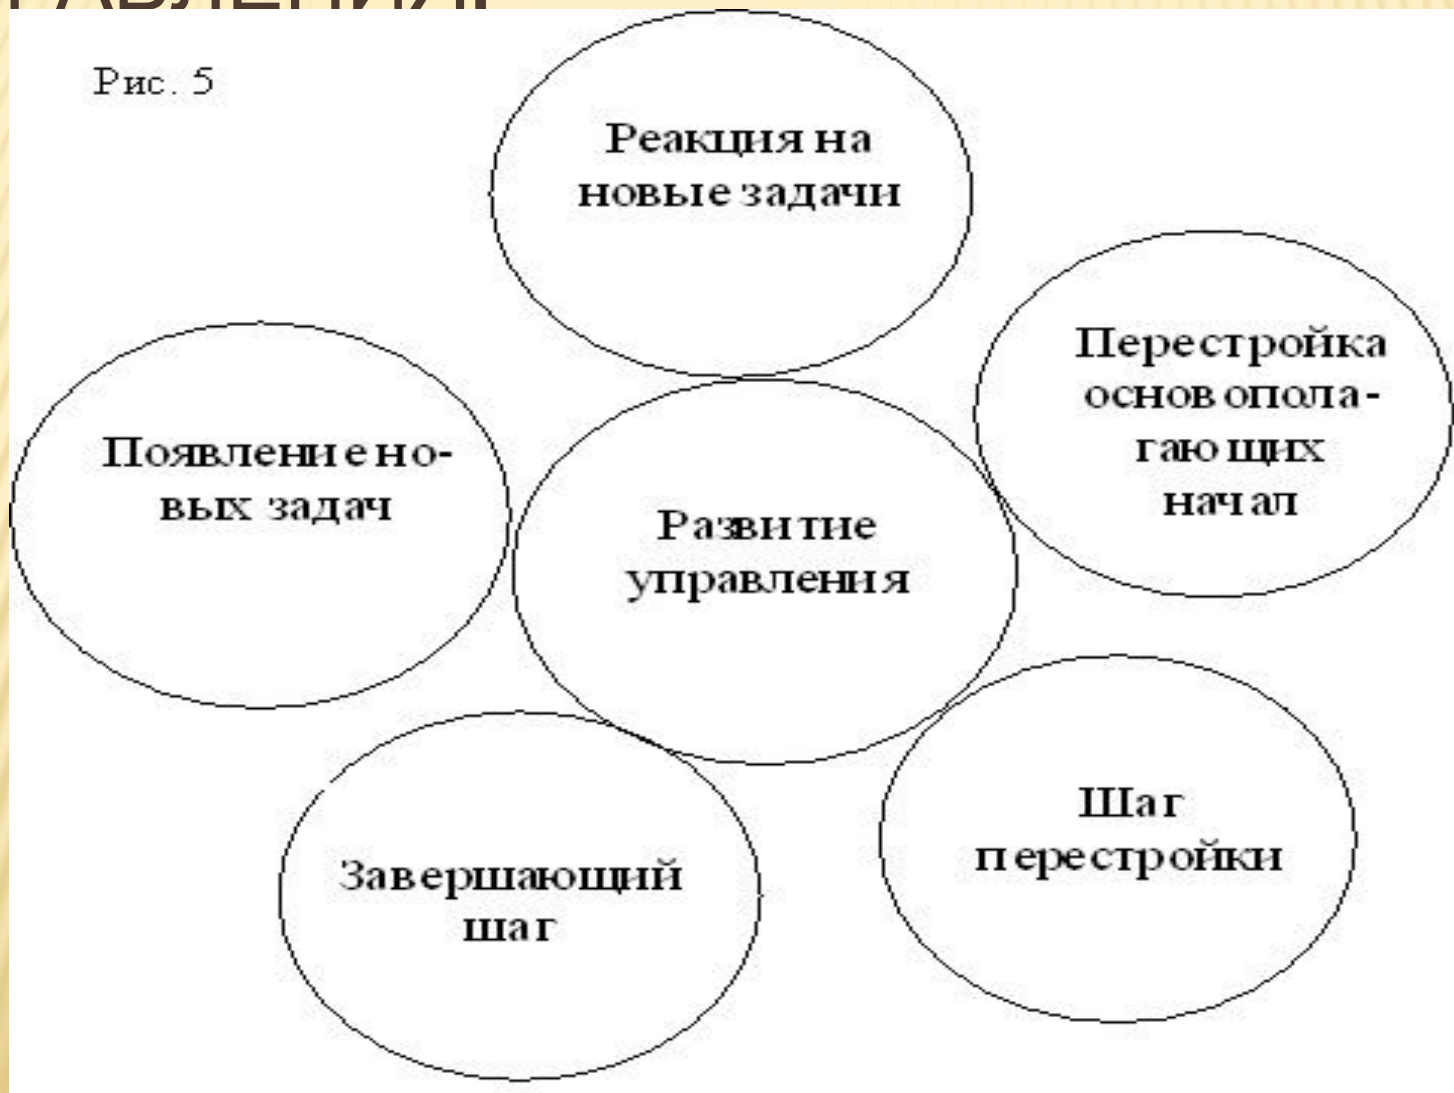 Рис. 5
Реакция на
новые задачи
Перестройка
основопола-
гающих
начал
Появление но-
вых задач
Развитие
управления
Шаг
перестройки
Завершающий
шаг